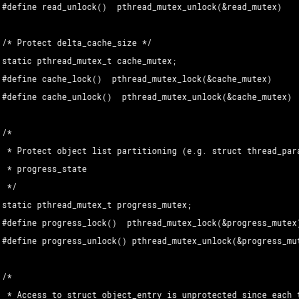 #define read_unlock()  pthread_mutex_unlock(&read_mutex)
/* Protect delta_cache_size */
static pthread_mutex_t cache_mutex;
#define cache_lock()  pthread_mutex_lock(&cache_mutex)
#define cache_unlock()  pthread_mutex_unlock(&cache_mutex)
/*
 * Protect object list partitioning (e.g. struct thread_para
 * progress_state
 */
static pthread_mutex_t progress_mutex;
#define progress_lock()  pthread_mutex_lock(&progress_mutex)
#define progress_unlock() pthread_mutex_unlock(&progress_mut
/*
 * Access to struct object_entry is unprotected since each t